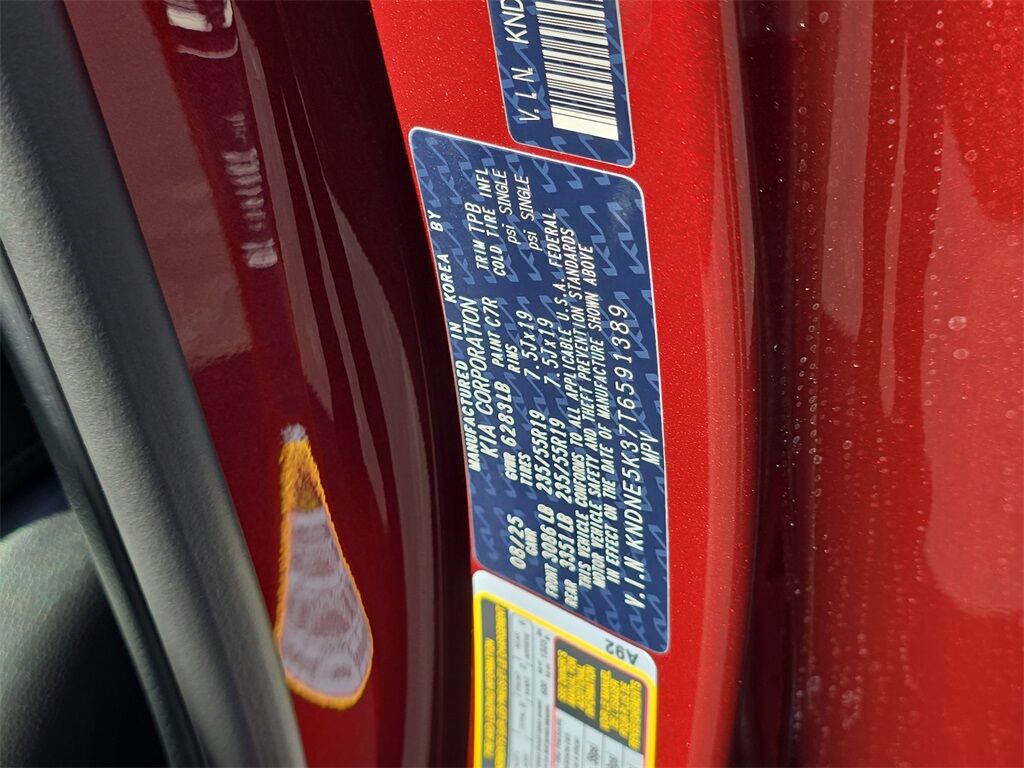 V.I.N KND
MANUFACTURED IN KOREA BY
KIA CORPORATION
08/25 GWR 6283LB PAINT C7R TRIM TPB
GAWR TIRES RIMS COLD TIRE INFL
FRONT 3086 LB 235/55R19 7.5Jx19 psi SINGLE
REAR 3351 LB 235/55R19 7.5Jx19 psi SINGLE
THIS VEHICLE CONFORMS TO ALL APPLICABLE U.S.A. FEDERAL
MOTOR VEHICLE SAFETY AND THEFT PREVENTION STANDARDS
IN EFFECT ON THE DATE OF MANUFACTURE SHOWN ABOVE
V.I.N KNDNE5K37T6591389
MPV
A92